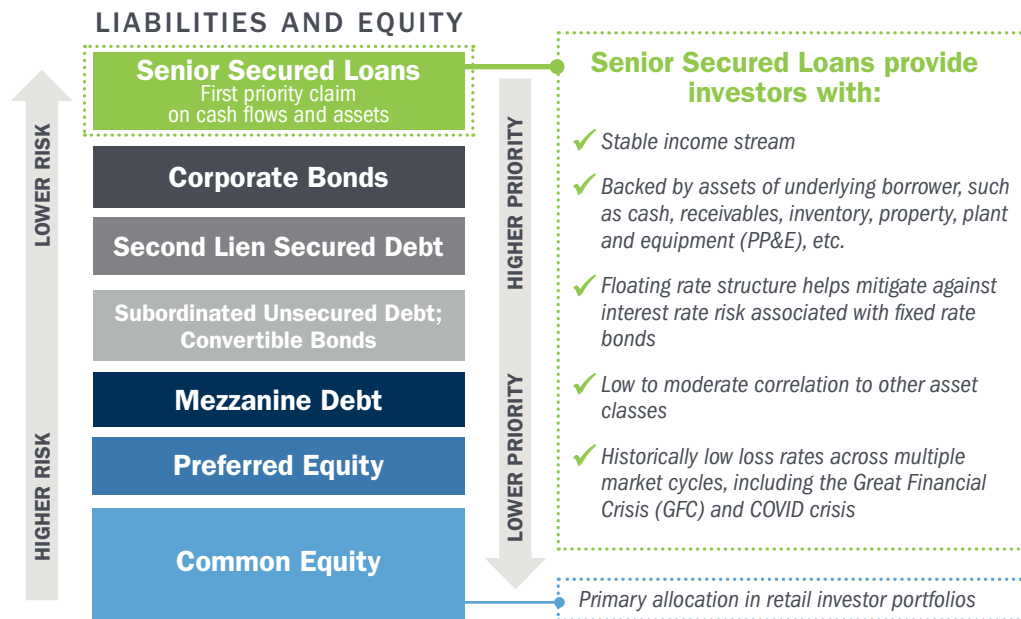 LIABILITIES AND EQUITY
Senior Secured Loans
First priority claim
on cash flows and assets
Corporate Bonds
Second Lien Secured Debt
Subordinated Unsecured Debt;
Convertible Bonds
Mezzanine Debt
Preferred Equity
Common Equity
LOWER RISK
HIGHER RISK
HIGHER PRIORITY
LOWER PRIORITY
Senior Secured Loans provide
investors with:
Stable income stream
Backed by assets of underlying borrower, such
as cash, receivables, inventory, property, plant
and equipment (PP&E), etc.
Floating rate structure helps mitigate against
interest rate risk associated with fixed rate
bonds
Low to moderate correlation to other asset
classes
Historically low loss rates across multiple
market cycles, including the Great Financial
Crisis (GFC) and COVID crisis
Primary allocation in retail investor portfolios